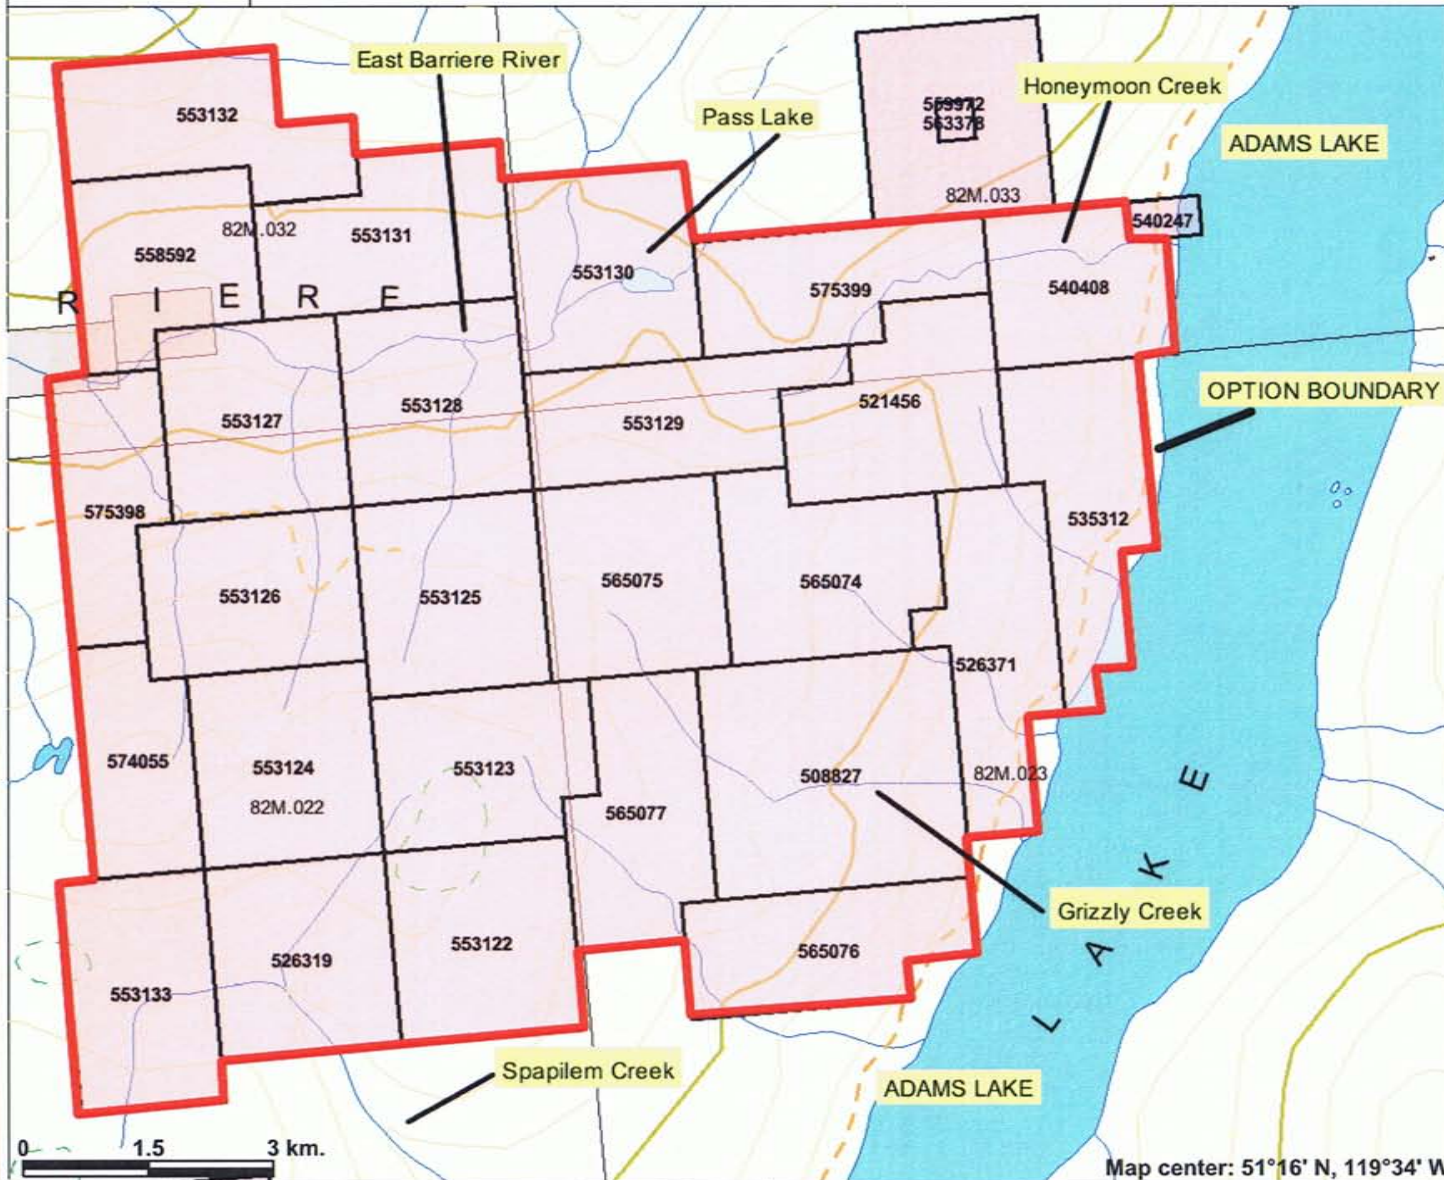 East Barriere River
Pass Lake
Honeymoon Creek
ADAMS LAKE
553132
563378
82M.033
540247
82M.032
553131
558592
553130
575399
540408
R I E R E
OPTION BOUNDARY
553127
553128
553129
521456
575398
535312
553126
553125
565075
565074
526371
574055
553124
553123
508827
82M.023
82M.022
565077
L A K E
Grizzly Creek
553133
526319
553122
565076
Spapilem Creek
ADAMS LAKE
0 1.5 3 km.
Map center: 51°16' N, 119°34' W